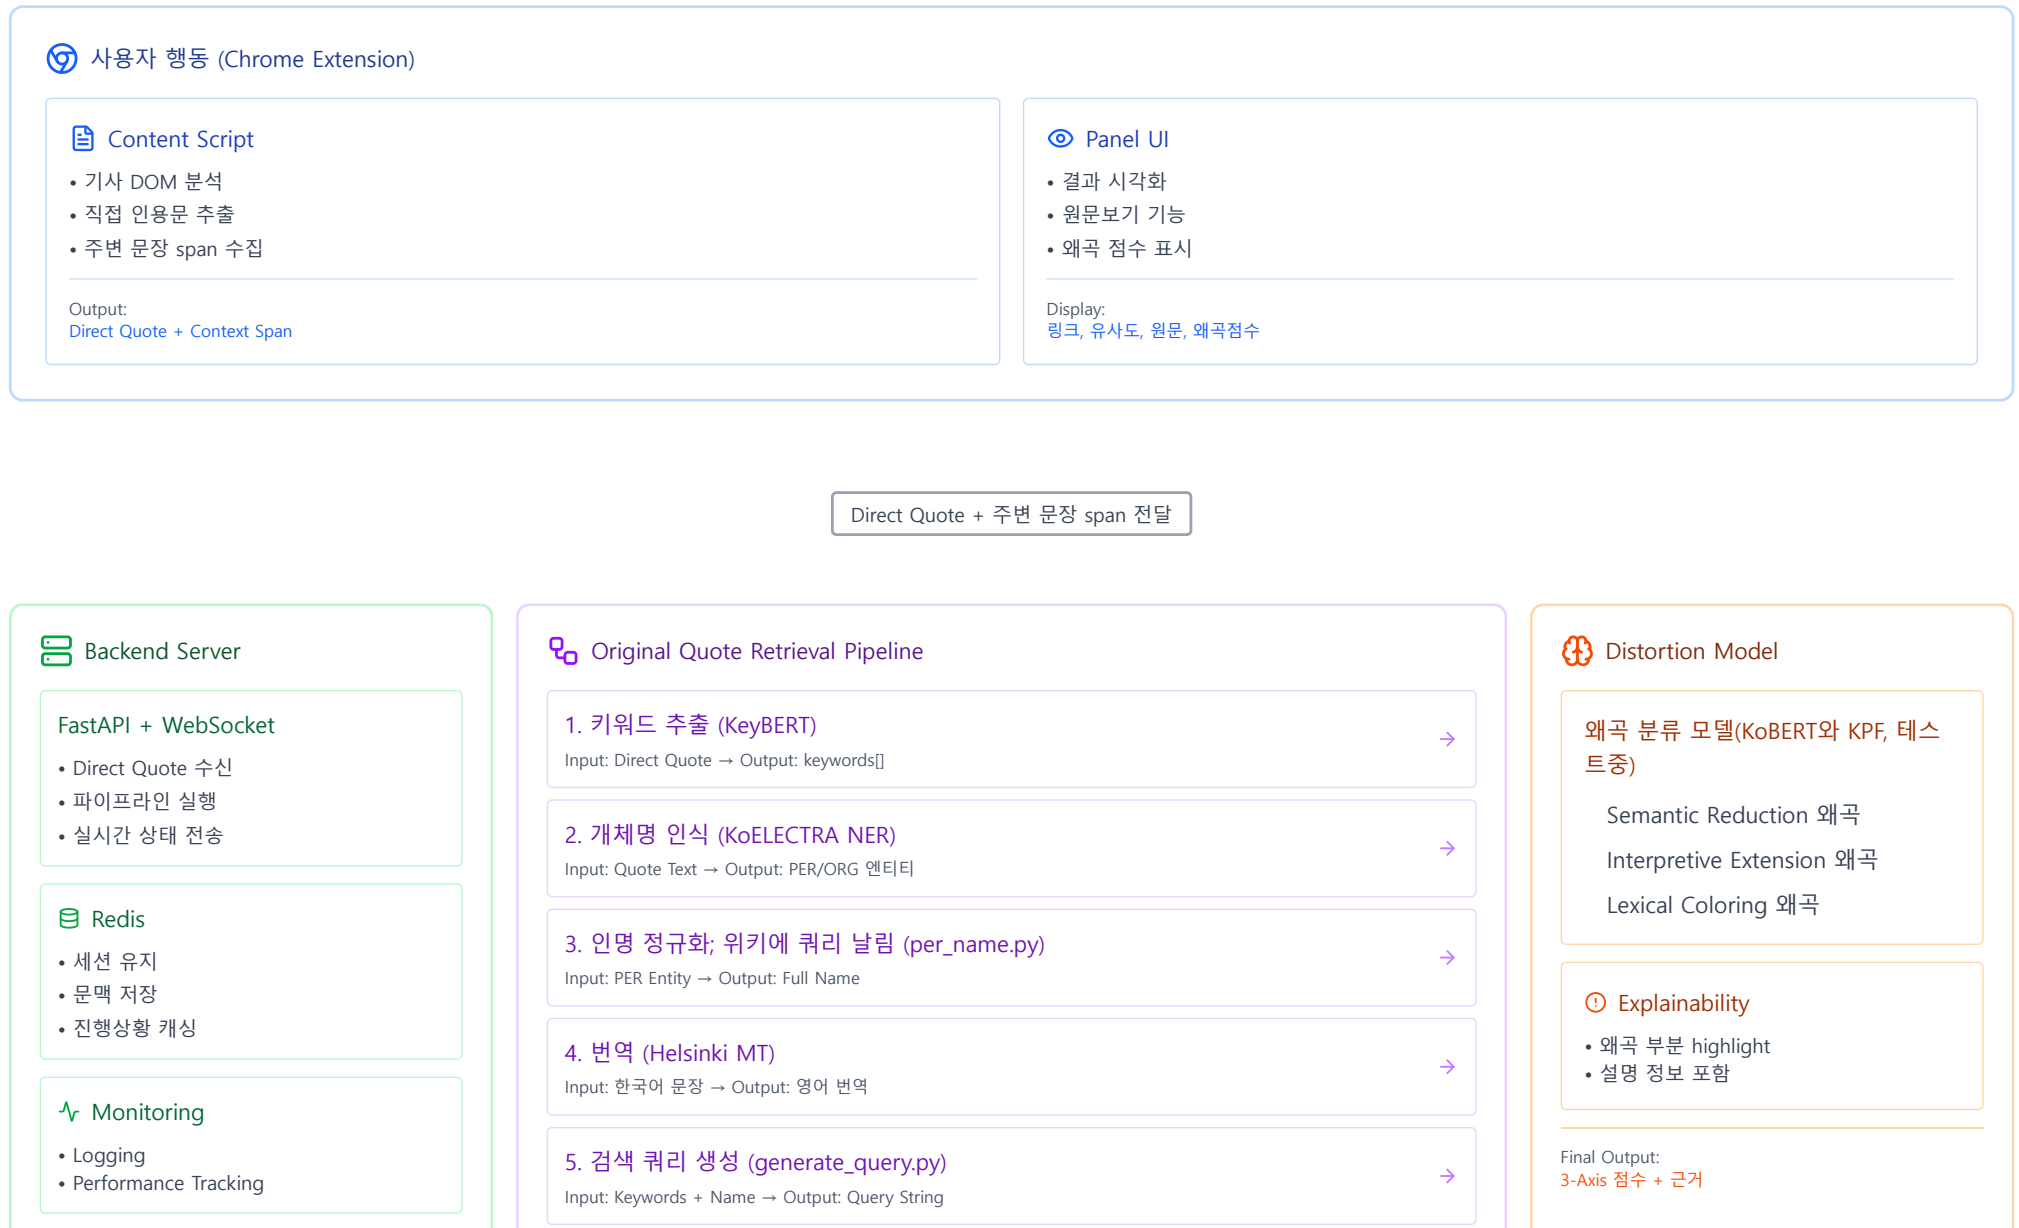 사용자 행동 (Chrome Extension)
Content Script
• 기사 DOM 분석
• 직접 인용문 추출
• 주변 문장 span 수집
Output:
Direct Quote + Context Span
Panel UI
• 결과 시각화
• 원문보기 기능
• 왜곡 점수 표시
Display:
링크, 유사도, 원문, 왜곡점수
Direct Quote + 주변 문장 span 전달
Backend Server
FastAPI + WebSocket
• Direct Quote 수신
• 파이프라인 실행
• 실시간 상태 전송
Redis
• 세션 유지
• 문맥 저장
• 진행상황 캐싱
Monitoring
• Logging
• Performance Tracking
Original Quote Retrieval Pipeline
1. 키워드 추출 (KeyBERT)
Input: Direct Quote → Output: keywords[]
2. 개체명 인식 (KoELECTRA NER)
Input: Quote Text → Output: PER/ORG 엔티티
3. 인명 정규화; 위키에 쿼리 날림 (per_name.py)
Input: PER Entity → Output: Full Name
4. 번역 (Helsinki MT)
Input: 한국어 문장 → Output: 영어 번역
5. 검색 쿼리 생성 (generate_query.py)
Input: Keywords + Name → Output: Query String
Distortion Model
왜곡 분류 모델(KoBERT와 KPF, 테스
트중)
Semantic Reduction 왜곡
Interpretive Extension 왜곡
Lexical Coloring 왜곡
Explainability
• 왜곡 부분 highlight
• 설명 정보 포함
Final Output:
3-Axis 점수 + 근거